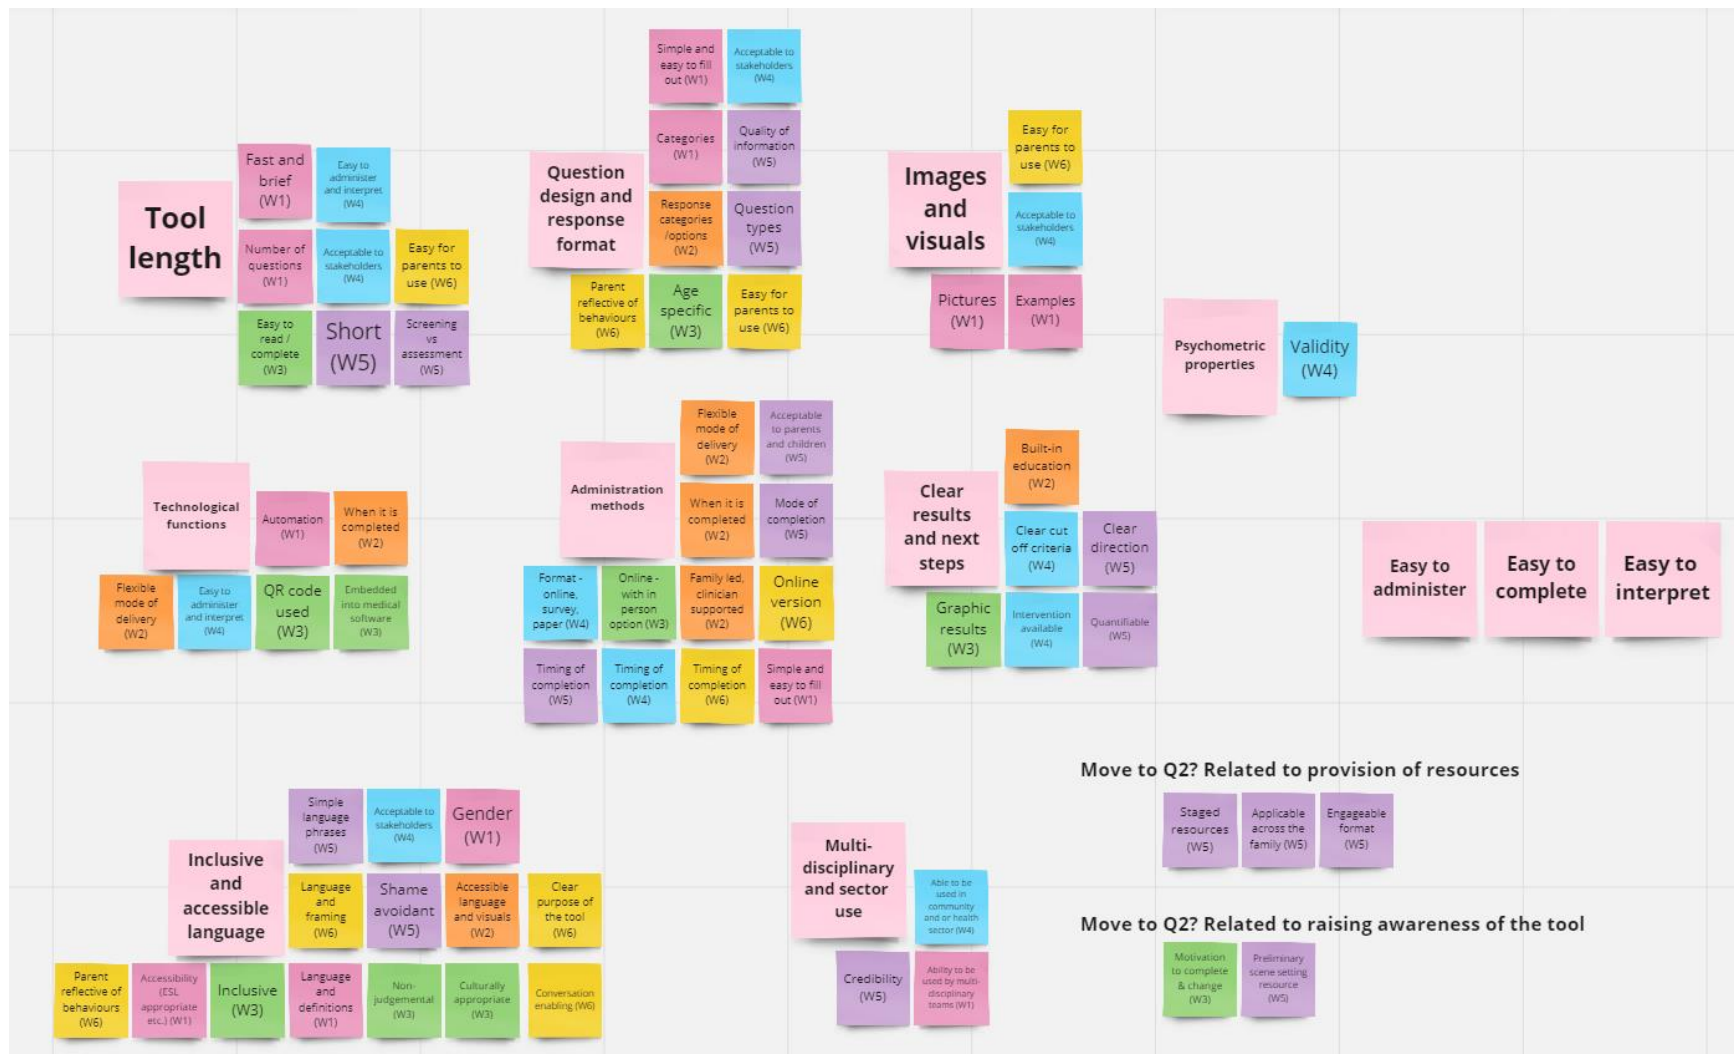 Tool
length
Fast and
brief
(W1)
Easy to
administer
and interpret
(W4)
Number of
questions
(W1)
Acceptable to
stakeholders
(W4)
Easy for
parents to
use (W6)
Easy to
read /
complete
(W3)
Short
(W5)
Screening
vs
assessment
(W5)
Question
design and
response
format
Simple and
easy to fill
out (W1)
Acceptable to
stakeholders
(W4)
Categories
(W1)
Quality of
information
(W5)
Response
categories
/options
(W2)
Question
types
(W5)
Parent
reflective of
behaviours
(W6)
Age
specific
(W3)
Easy for
parents to
use (W6)
Images
and
visuals
Easy for
parents to
use (W6)
Acceptable to
stakeholders
(W4)
Pictures
(W1)
Examples
(W1)
Psychometric
properties
Validity
(W4)
Technological
functions
Automation
(W1)
When it is
completed
(W2)
Flexible
mode of
delivery
(W2)
Easy to
administer
and interpret
(W4)
QR code
used
(W3)
Embedded
into medical
software
(W3)
Administration
methods
Flexible
mode of
delivery
(W2)
Acceptable
to parents
and children
(W5)
When it is
completed
(W2)
Mode of
completion
(W5)
Format -
online,
survey,
paper (W4)
Online -
with in
person
option (W3)
Family led,
clinician
supported
(W2)
Online
version
(W6)
Timing of
completion
(W5)
Timing of
completion
(W4)
Timing of
completion
(W6)
Simple and
easy to fill
out (W1)
Clear
results
and next
steps
Built-in
education
(W2)
Clear cut
off criteria
(W4)
Clear
direction
(W5)
Graphic
results
(W3)
Intervention
available
(W4)
Quantifiable
(W5)
Easy to
administer
Easy to
complete
Easy to
interpret
Inclusive
and
accessible
language
Simple
language
phrases
(W5)
Acceptable to
stakeholders
(W4)
Gender
(W1)
Language
and
framing
(W6)
Shame
avoidant
(W5)
Accessible
language
and visuals
(W2)
Clear
purpose of
the tool
(W6)
Parent
reflective of
behaviours
(W6)
Accessibility
(ESL
appropriate
etc.) (W1)
Inclusive
(W3)
Language
and
definitions
(W1)
Non-
judgemental
(W3)
Culturally
appropriate
(W3)
Conversation
enabling (W6)
Multi-
disciplinary
and sector
use
Able to be
used in
community
and or health
sector (W4)
Credibility
(W5)
Ability to be
used by multi-
disciplinary
teams (W1)
Move to Q2? Related to provision of resources
Staged
resources
(W5)
Applicable
across the
family (W5)
Engageable
format
(W5)
Move to Q2? Related to raising awareness of the tool
Motivation
to complete
& change
(W3)
Preliminary
scene setting
resource
(W5)